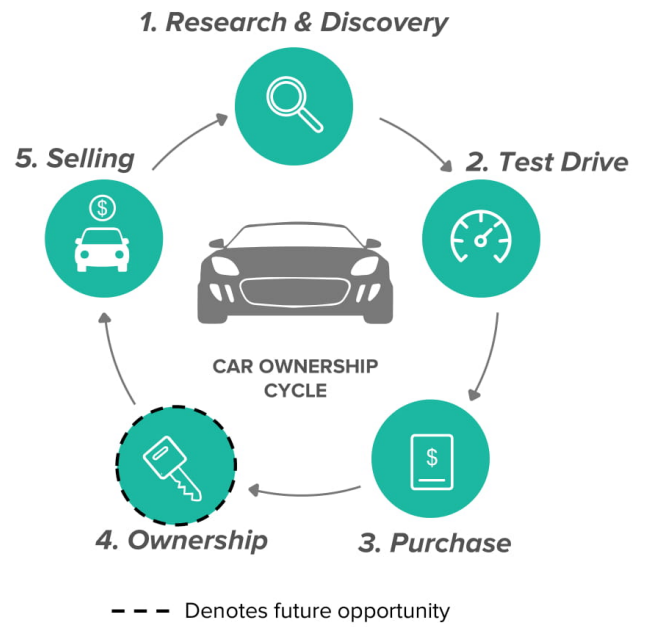 1. Research & Discovery
2. Test Drive
5. Selling
$
CAR OWNERSHIP
CYCLE
$
4. Ownership
3. Purchase
Denotes future opportunity